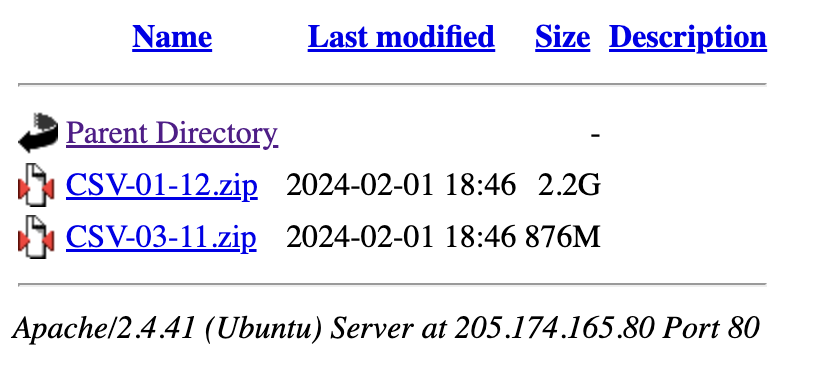 Name Last modified Size Description
Parent Directory -
CSV-01-12.zip 2024-02-01 18:46 2.2G
CSV-03-11.zip 2024-02-01 18:46 876M
Apache/2.4.41 (Ubuntu) Server at 205.174.165.80 Port 80